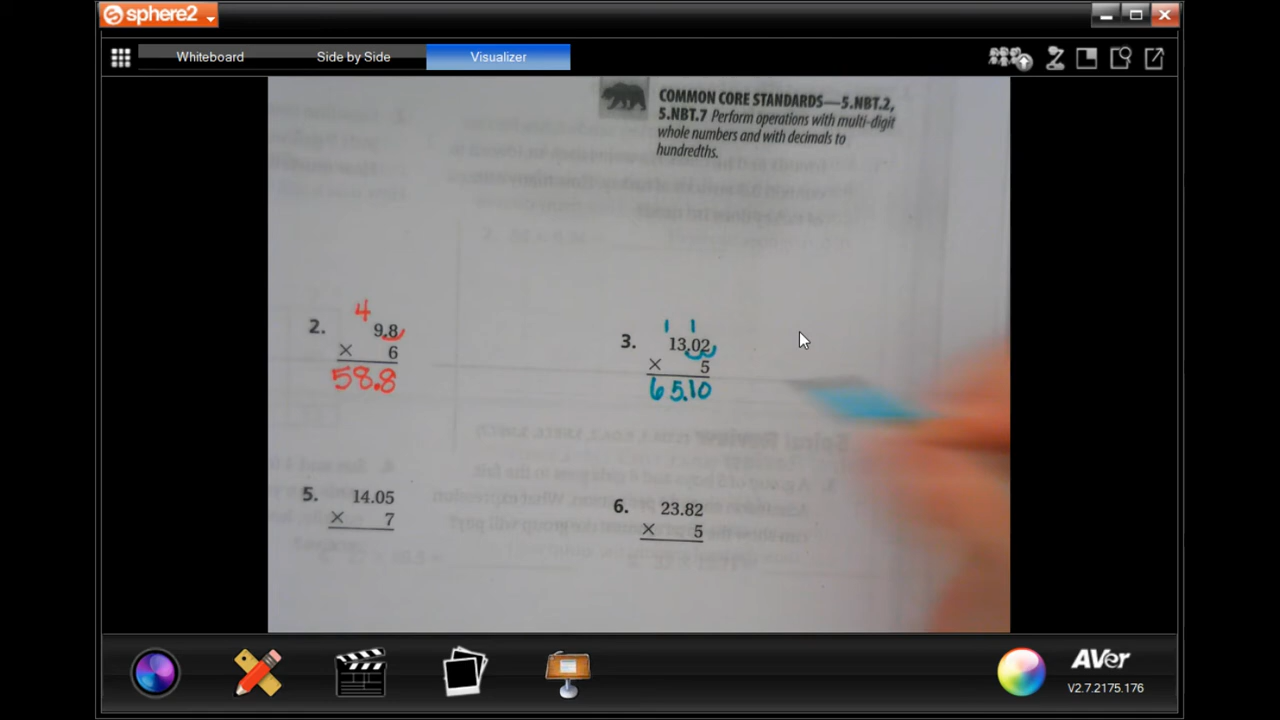 sphere2
Whiteboard
Side by Side
Visualizer
COMMON CORE STANDARDS—5.NBT.2,
5.NBT.7 Perform operations with multi-digit
whole numbers and with decimals to
hundredths.
4
2. 9.8
× 6
58.8
1 1
3. 13.02
× 5
65.10
5. 14.05
× 7
6. 23.82
× 5
AVer
V2.7.2175.176